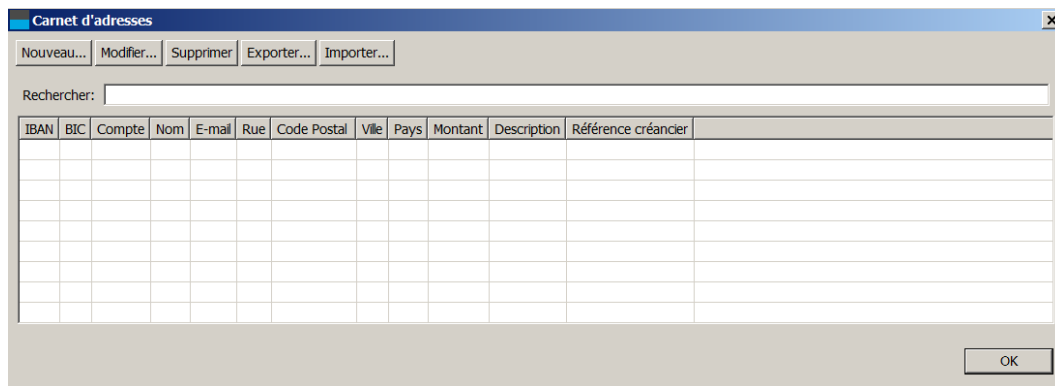 Carnet d'adresses
Nouveau... Modifier... Supprimer Exporter... Importer...
Rechercher:
IBAN BIC Compte Nom E-mail Rue Code Postal Ville Pays Montant Description Référence créancier
OK